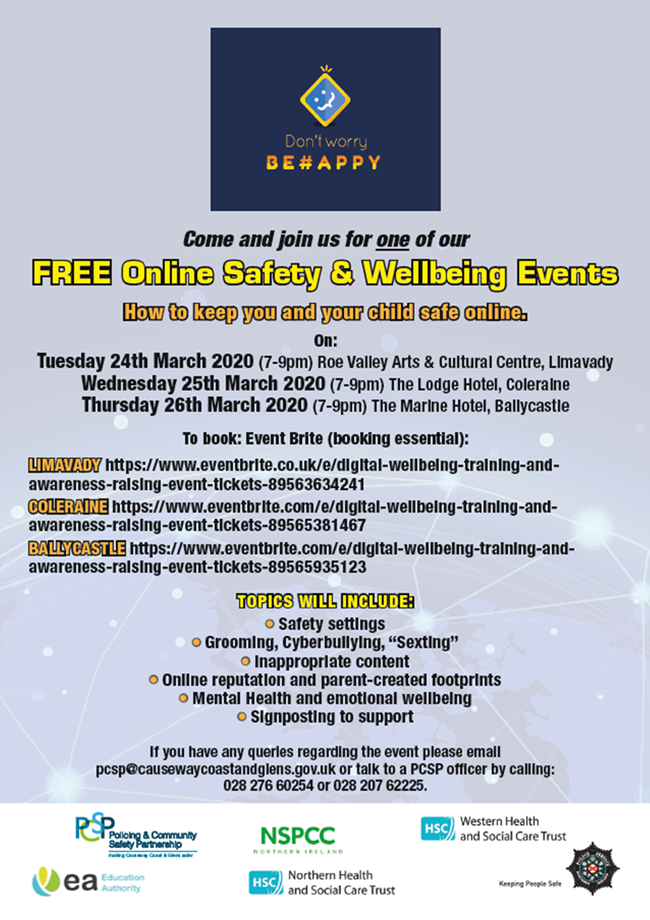 Don't worry
BE#APPY
Come and join us for one of our
FREE Online Safety & Wellbeing Events
How to keep you and your child safe online.
On:
Tuesday 24th March 2020 (7-9pm) Roe Valley Arts & Cultural Centre, Limavady
Wednesday 25th March 2020 (7-9pm) The Lodge Hotel, Coleraine
Thursday 26th March 2020 (7-9pm) The Marine Hotel, Ballycastle
To book: Event Brite (booking essential):
LIMAVADY https://www.eventbrite.co.uk/e/digital-wellbeing-training-and-
awareness-raising-event-tickets-89563634241
COLERAINE https://www.eventbrite.com/e/digital-wellbeing-training-and-
awareness-raising-event-tickets-89565381467
BALLYCASTLE https://www.eventbrite.com/e/digital-wellbeing-training-and-
awareness-raising-event-tickets-89565935123
TOPICS WILL INCLUDE:
Safety settings
Grooming, Cyberbullying, “Sexting”
Inappropriate content
Online reputation and parent-created footprints
Mental Health and emotional wellbeing
Signposting to support
If you have any queries regarding the event please email
pcsp@causewaycoastandglens.gov.uk or talk to a PCSP officer by calling:
028 276 60254 or 028 207 62225.
PCSP Policing & Community
Safety Partnership
making Causeway Coast & Glens safer
NSPCC
NORTHERN IRELAND
HSC Western Health
and Social Care Trust
ea Education
Authority
HSC Northern Health
and Social Care Trust
Keeping People Safe